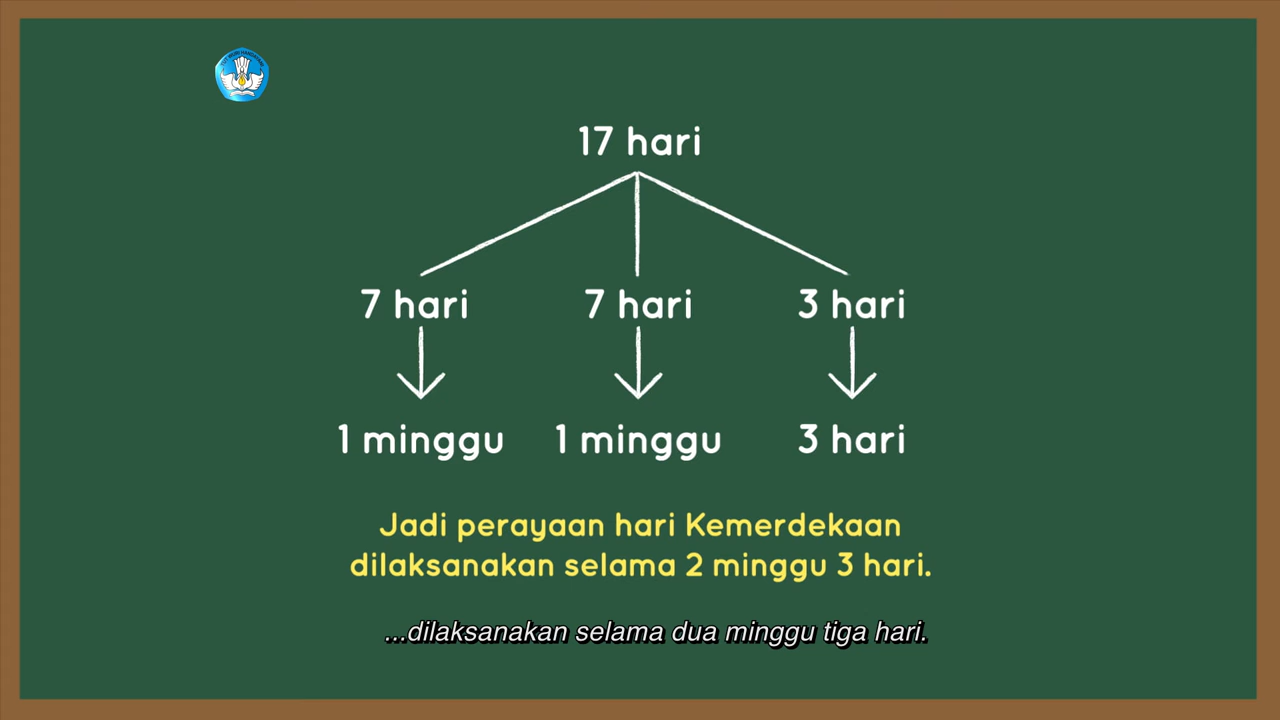 17 hari
7 hari 7 hari 3 hari
1 minggu 1 minggu 3 hari
Jadi perayaan hari Kemerdekaan
dilaksanakan selama 2 minggu 3 hari.
...dilaksanakan selama dua minggu tiga hari.